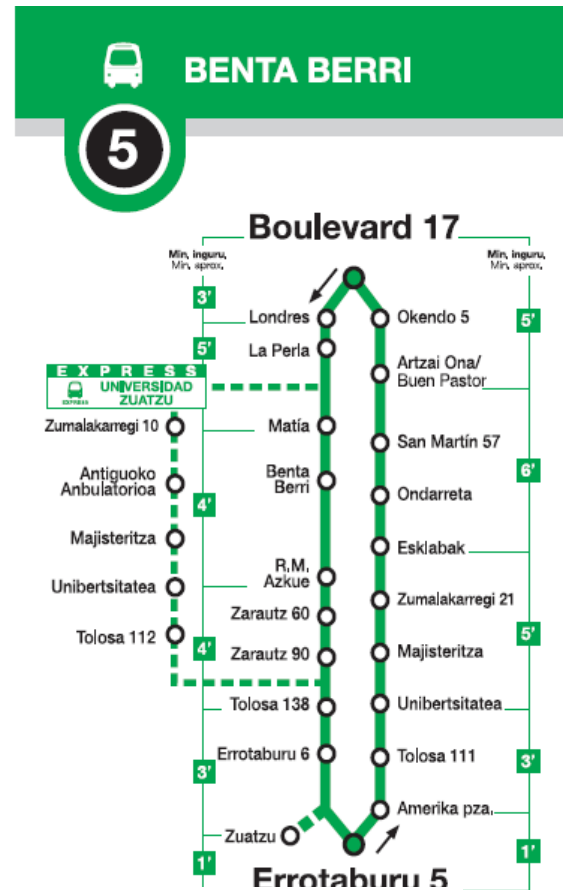 BENTA BERRI
5
Boulevard 17
Min. inguru.
Min. aprox.
Min. inguru.
Min. aprox.
3'
Londres
Okendo 5
5'
5'
La Perla
Artzai Ona/
Buen Pastor
EXPRESS
UNIVERSIDAD
ZUATZU
EXPRESS
Zumalakarregi 10
Matía
San Martín 57
6'
Antiguoko
Anbulatorioa
Benta
Berri
Ondarreta
4'
Majisteritza
Esklabak
Unibertsitatea
R.M.
Azkue
Zumalakarregi 21
Zarautz 60
Tolosa 112
5'
4'
Zarautz 90
Majisteritza
Tolosa 138
Unibertsitatea
Errotaburu 6
Tolosa 111
3'
3'
Amerika pza.
Zuatzu
1'
1'
Errotaburu 5